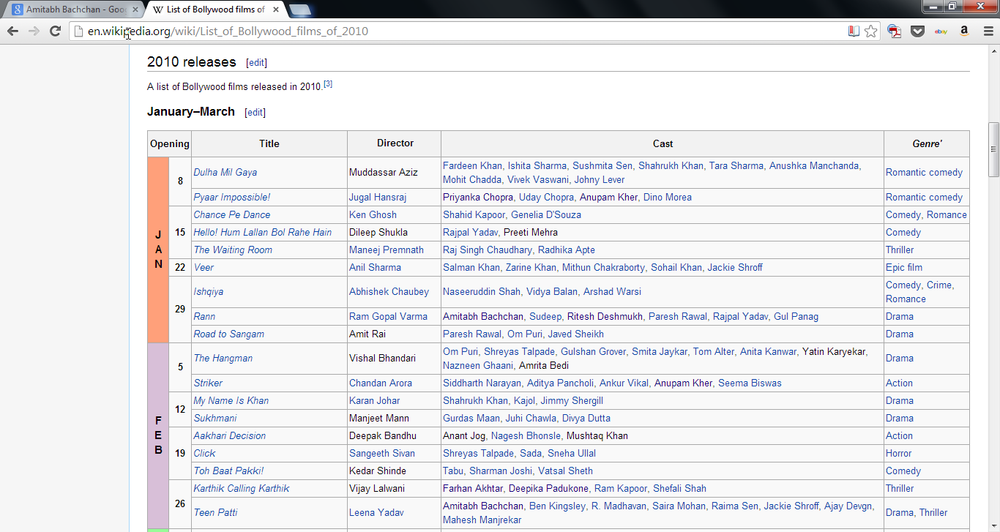 Amitabh Bachchan - Goo
List of Bollywood films of
en.wikipedia.org/wiki/List_of_Bollywood_films_of_2010
ebay
a
2010 releases [edit]
A list of Bollywood films released in 2010.[3]
January–March [edit]
Opening Title Director Cast Genre'
JAN
8
Dulha Mil Gaya Muddassar Aziz Fardeen Khan, Ishita Sharma, Sushmita Sen, Shahrukh Khan, Tara Sharma, Anushka Manchanda,
Mohit Chadda, Vivek Vaswani, Johny Lever Romantic comedy
Pyaar Impossible! Jugal Hansraj Priyanka Chopra, Uday Chopra, Anupam Kher, Dino Morea Romantic comedy
15
Chance Pe Dance Ken Ghosh Shahid Kapoor, Genelia D'Souza Comedy, Romance
Hello! Hum Lallan Bol Rahe Hain Dileep Shukla Rajpal Yadav, Preeti Mehra Comedy
The Waiting Room Maneej Premnath Raj Singh Chaudhary, Radhika Apte Thriller
22 Veer Anil Sharma Salman Khan, Zarine Khan, Mithun Chakraborty, Sohail Khan, Jackie Shroff Epic film
29
Ishqiya Abhishek Chaubey Naseeruddin Shah, Vidya Balan, Arshad Warsi Comedy, Crime,
Romance
Rann Ram Gopal Varma Amitabh Bachchan, Sudeep, Ritesh Deshmukh, Paresh Rawal, Rajpal Yadav, Gul Panag Drama
Road to Sangam Amit Rai Paresh Rawal, Om Puri, Javed Sheikh Drama
FEB
5
The Hangman Vishal Bhandari Om Puri, Shreyas Talpade, Gulshan Grover, Smita Jaykar, Tom Alter, Anita Kanwar, Yatin Karyekar,
Nazneen Ghaani, Amrita Bedi Drama
Striker Chandan Arora Siddharth Narayan, Aditya Pancholi, Ankur Vikal, Anupam Kher, Seema Biswas Action
12
My Name Is Khan Karan Johar Shahrukh Khan, Kajol, Jimmy Shergill Drama
Sukhmani Manjeet Mann Gurdas Maan, Juhi Chawla, Divya Dutta Drama
19
Aakhari Decision Deepak Bandhu Anant Jog, Nagesh Bhonsle, Mushtaq Khan Action
Click Sangeeth Sivan Shreyas Talpade, Sada, Sneha Ullal Horror
Toh Baat Pakki! Kedar Shinde Tabu, Sharman Joshi, Vatsal Sheth Comedy
26
Karthik Calling Karthik Vijay Lalwani Farhan Akhtar, Deepika Padukone, Ram Kapoor, Shefali Shah Thriller
Teen Patti Leena Yadav Amitabh Bachchan, Ben Kingsley, R. Madhavan, Saira Mohan, Raima Sen, Jackie Shroff, Ajay Devgn,
Mahesh Manjrekar Drama, Thriller